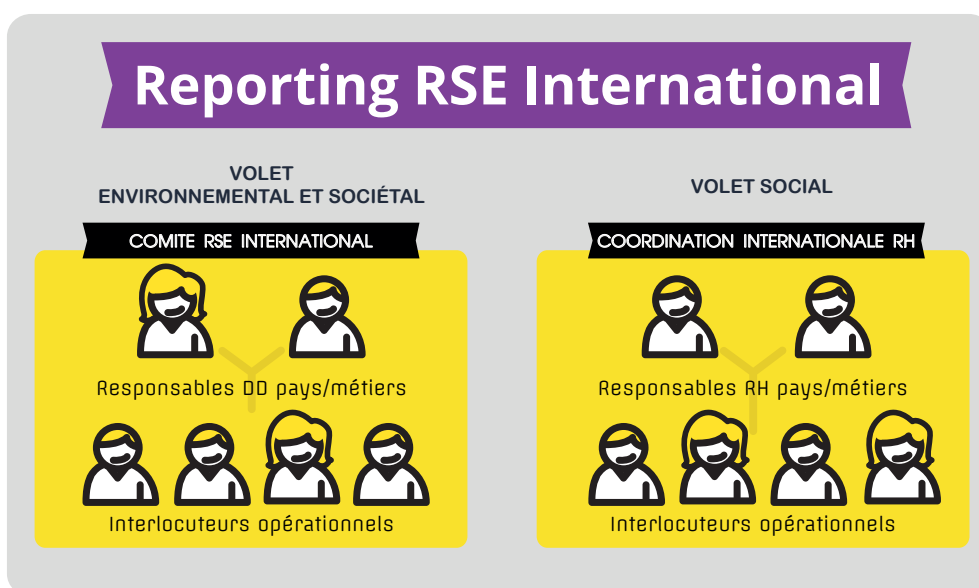 Reporting RSE International
VOLET
ENVIRONNEMENTAL ET SOCIÉTAL
COMITE RSE INTERNATIONAL
Responsables DD pays/métiers
Interlocuteurs opérationnels
VOLET SOCIAL
COORDINATION INTERNATIONALE RH
Responsables RH pays/métiers
Interlocuteurs opérationnels